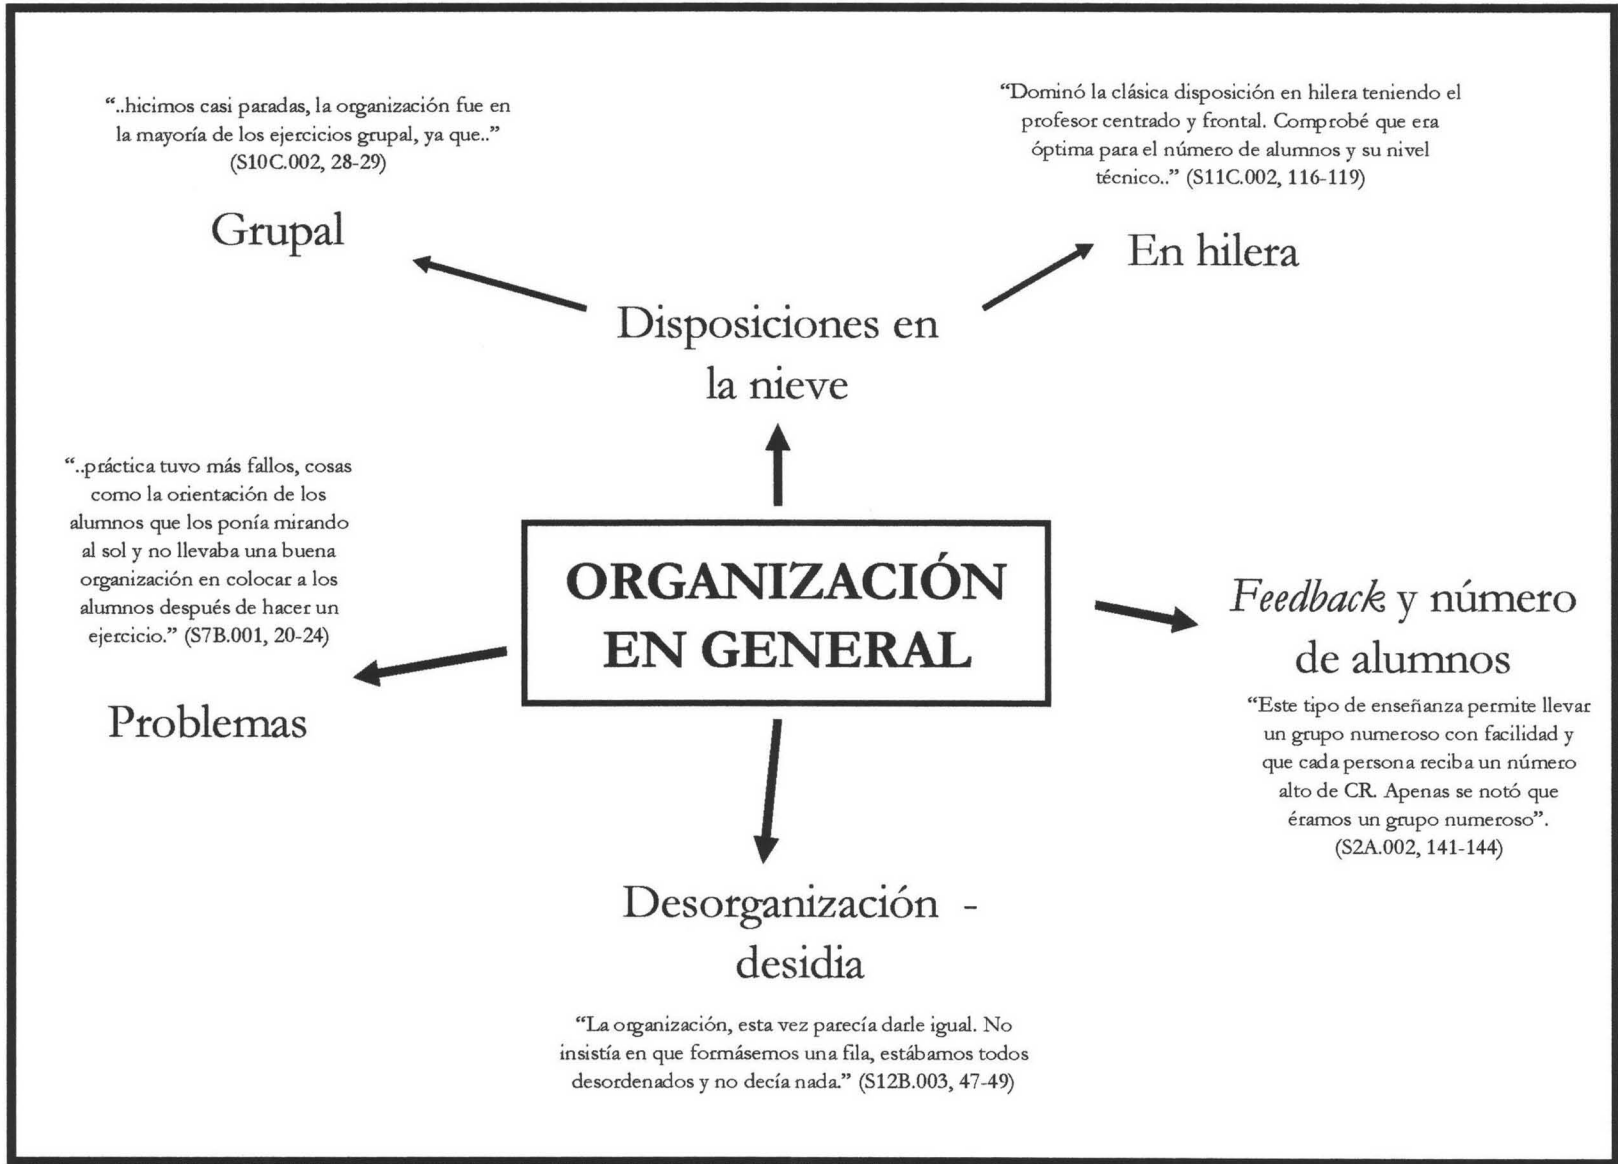 “..hicimos casi paradas, la organización fue en
la mayoría de los ejercicios grupal, ya que..”
(S10C.002, 28-29)
Grupal
“Dominó la clásica disposición en hilera teniendo el
profesor centrado y frontal. Comprobé que era
óptima para el número de alumnos y su nivel
técnico..” (S11C.002, 116-119)
En hilera
Disposiciones en
la nieve
“..práctica tuvo más fallos, cosas
como la orientación de los
alumnos que los ponía mirando
al sol y no llevaba una buena
organización en colocar a los
alumnos después de hacer un
ejercicio.” (S7B.001, 20-24)
Problemas
ORGANIZACIÓN
EN GENERAL
Feedback y número
de alumnos
“Este tipo de enseñanza permite llevar
un grupo numeroso con facilidad y
que cada persona reciba un número
alto de CR. Apenas se notó que
éramos un grupo numeroso”.
(S2A.002, 141-144)
Desorganización -
desidia
“La organización, esta vez parecía darle igual. No
insistía en que formásemos una fila, estábamos todos
desordenados y no decía nada.” (S12B.003, 47-49)